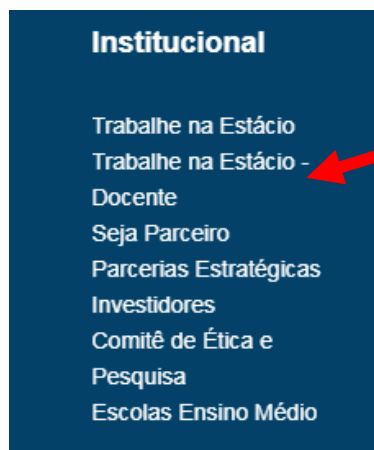 Institucional
Trabalhe na Estácio
Trabalhe na Estácio -
Docente
Seja Parceiro
Parcerias Estratégicas
Investidores
Comitê de Ética e
Pesquisa
Escolas Ensino Médio